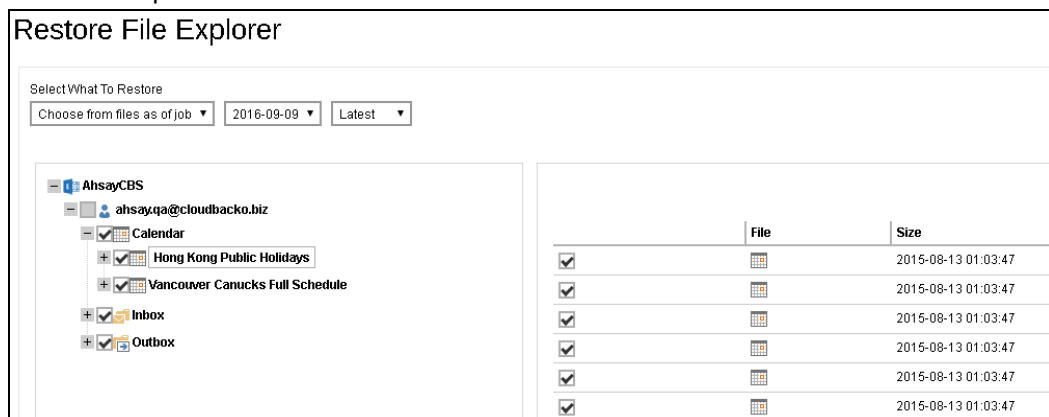 Restore File Explorer
Select What To Restore
Choose from files as of job 2016-09-09 Latest
AhsayCBS
ahsay.qa@cloudbacko.biz
Calendar
Hong Kong Public Holidays
Vancouver Canucks Full Schedule
Inbox
Outbox
File Size
2015-08-13 01:03:47
2015-08-13 01:03:47
2015-08-13 01:03:47
2015-08-13 01:03:47
2015-08-13 01:03:47
2015-08-13 01:03:47